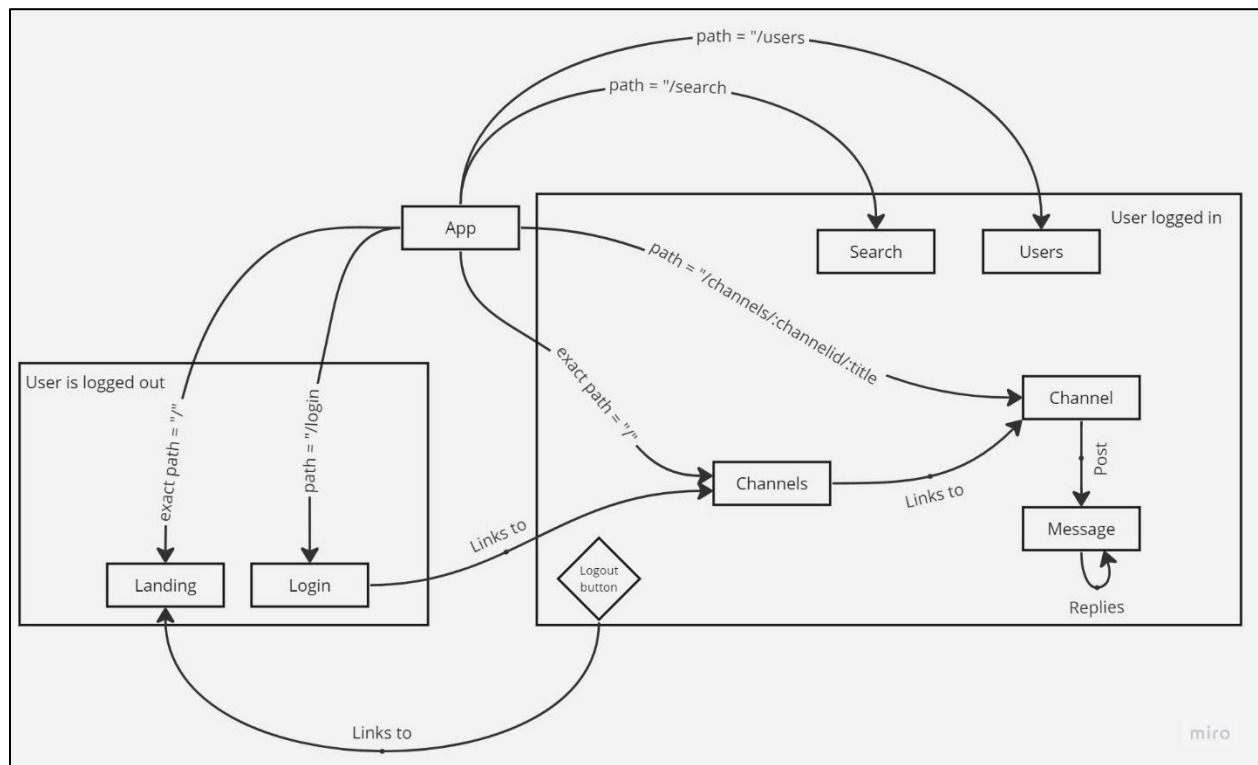 path = "/users
path = "/search
App
User logged in
Search
Users
path = "/channels/:channelid/:title
User is logged out
exact path = "/"
path = "/login
exact path = "/"
Channel
Post
Channels
Links to
Links to
Message
Landing
Login
Logout
button
Replies
Links to
miro